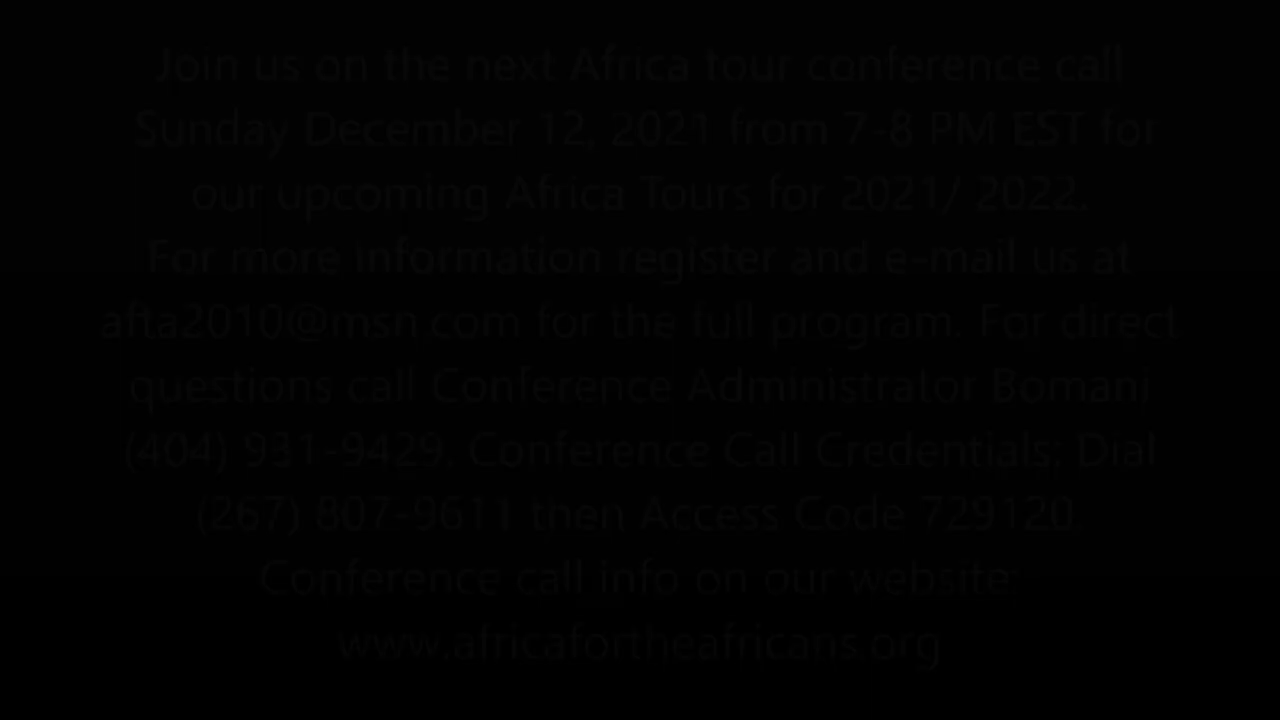 Join us on the next Africa tour conference call
Sunday December 12, 2021 from 7-8 PM EST for
our upcoming Africa Tours for 2021/ 2022.
For more information register and e-mail us at
afta2010@msn.com for the full program. For direct
questions call Conference Administrator Bomani
(404) 931-9429. Conference Call Credentials; Dial
(267) 807-9611 then Access Code 729120.
Conference call info on our website:
www.africafortheafricans.org